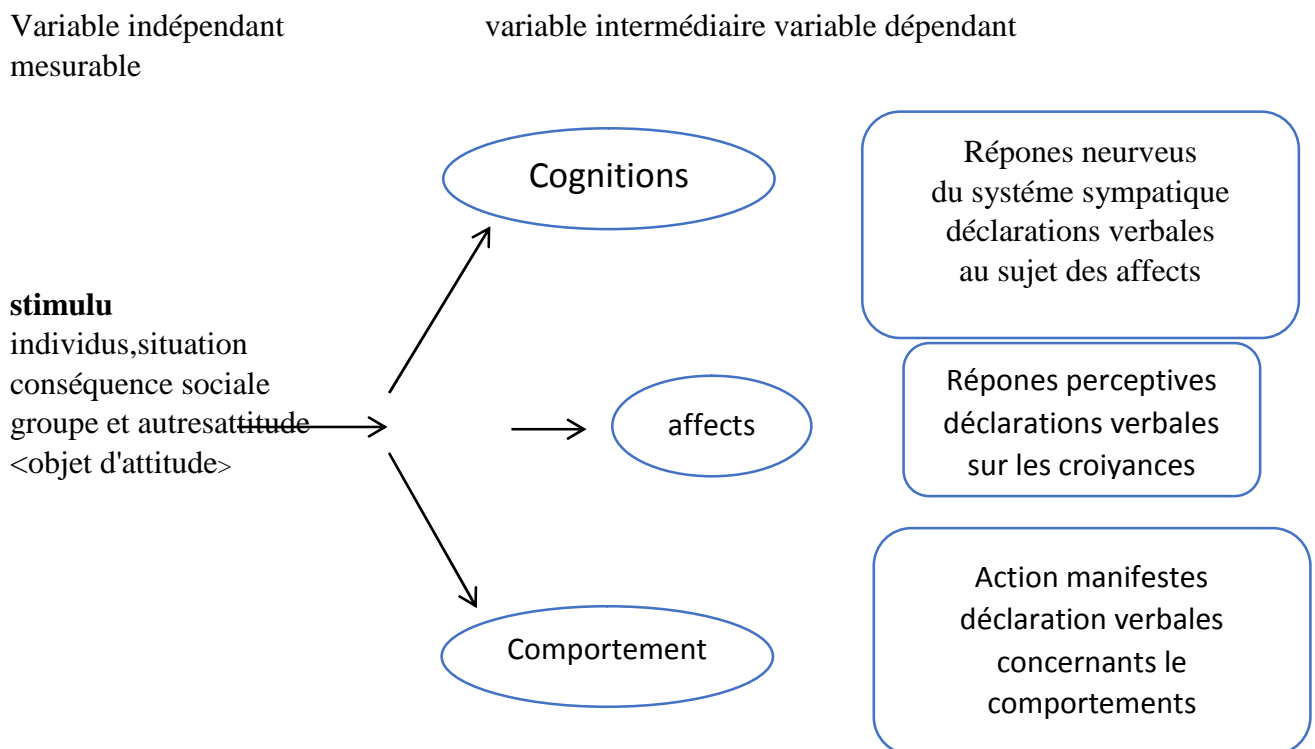 Variable indépendant variable intermédiaire variable dépendant
mesurable
Cognitions
Répones neurveus
du systéme sympatique
déclarations verbales
au sujet des affects
stimulu
individus,situation
conséquence sociale
groupe et autresattitude
<objet d'attitude>
affects
Répones perceptives
déclarations verbales
sur les croiyances
Comportement
Action manifestes
déclaration verbales
concernants le
comportements